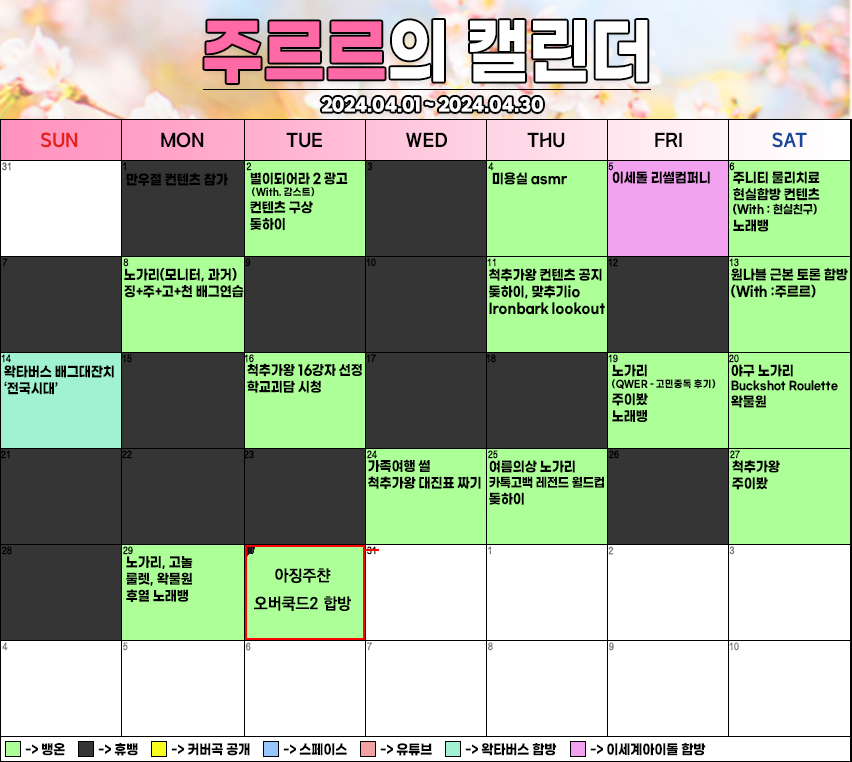 주르르의 캘린더
2024.04.01 ~ 2024.04.30
SUN MON TUE WED THU FRI SAT
31
1
만우절 컨텐츠 참가
2
별이되어라 2 광고
(With. 감스트)
컨텐츠 구상
돚하이
3
4
미용실 asmr
5
이세돌 리썰컴퍼니
6
주니티 물리치료
현실합방 컨텐츠
(With : 현실친구)
노래뱅
7
8
노가리(모니터, 과거)
징+주+고+천 배그연습
9
10
11
척추가왕 컨텐츠 공지
돚하이, 맞추기io
Ironbark lookout
12
13
원나블 근본 토론 합방
(With :주르르)
14
왁타버스 배그대잔치
‘전국시대’
15
16
척추가왕 16강자 선정
학교괴담 시청
17
18
19
노가리
(QWER - 고민중독 후기)
주이봤
노래뱅
20
야구 노가리
Buckshot Roulette
왁물원
21
22
23
24
가족여행 썰
척추가왕 대진표 짜기
25
여름의상 노가리
카톡고백 레전드 월드컵
돚하이
26
27
척추가왕
주이봤
28
29
노가리, 고놀
룰렛, 왁물원
후열 노래뱅
아징주챤
오버쿡드2 합방
31
1
2
3
4
5
6
7
8
9
10
-> 뱅온 -> 휴뱅 -> 커버곡 공개 -> 스페이스 -> 유튜브 -> 왁타버스 합방 -> 이세계아이돌 합방